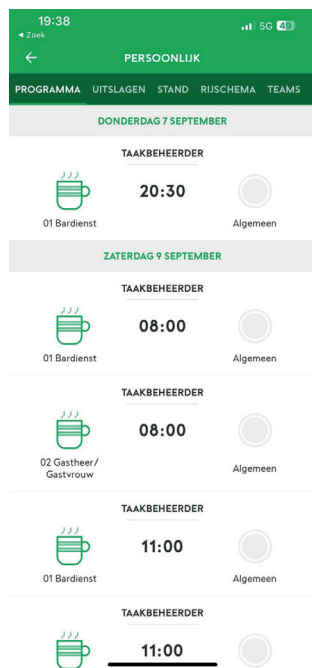 19:38
5G 49
◄ Zoek
PERSOONLIJK
PROGRAMMA UITSLAGEN STAND RIJSCHEMA TEAMS
DONDERDAG 7 SEPTEMBER
TAAKBEHEERDER
20:30
01 Bardienst Algemeen
ZATERDAG 9 SEPTEMBER
TAAKBEHEERDER
08:00
01 Bardienst Algemeen
TAAKBEHEERDER
08:00
02 Gastheer/
Gastvrouw
Algemeen
TAAKBEHEERDER
11:00
01 Bardienst Algemeen
TAAKBEHEERDER
11:00